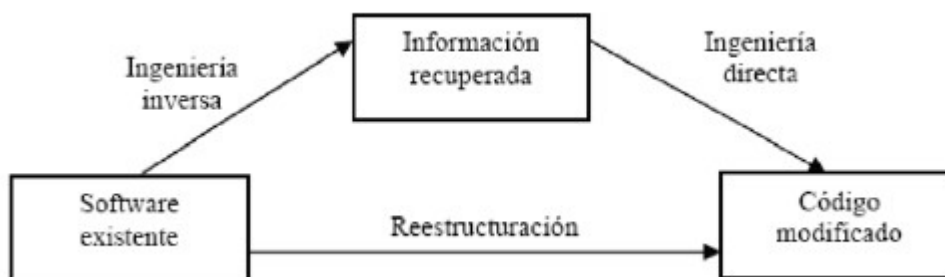 Información
recuperada
Ingeniería
inversa
Ingeniería
directa
Software
existente
Reestructuración
Código
modificado